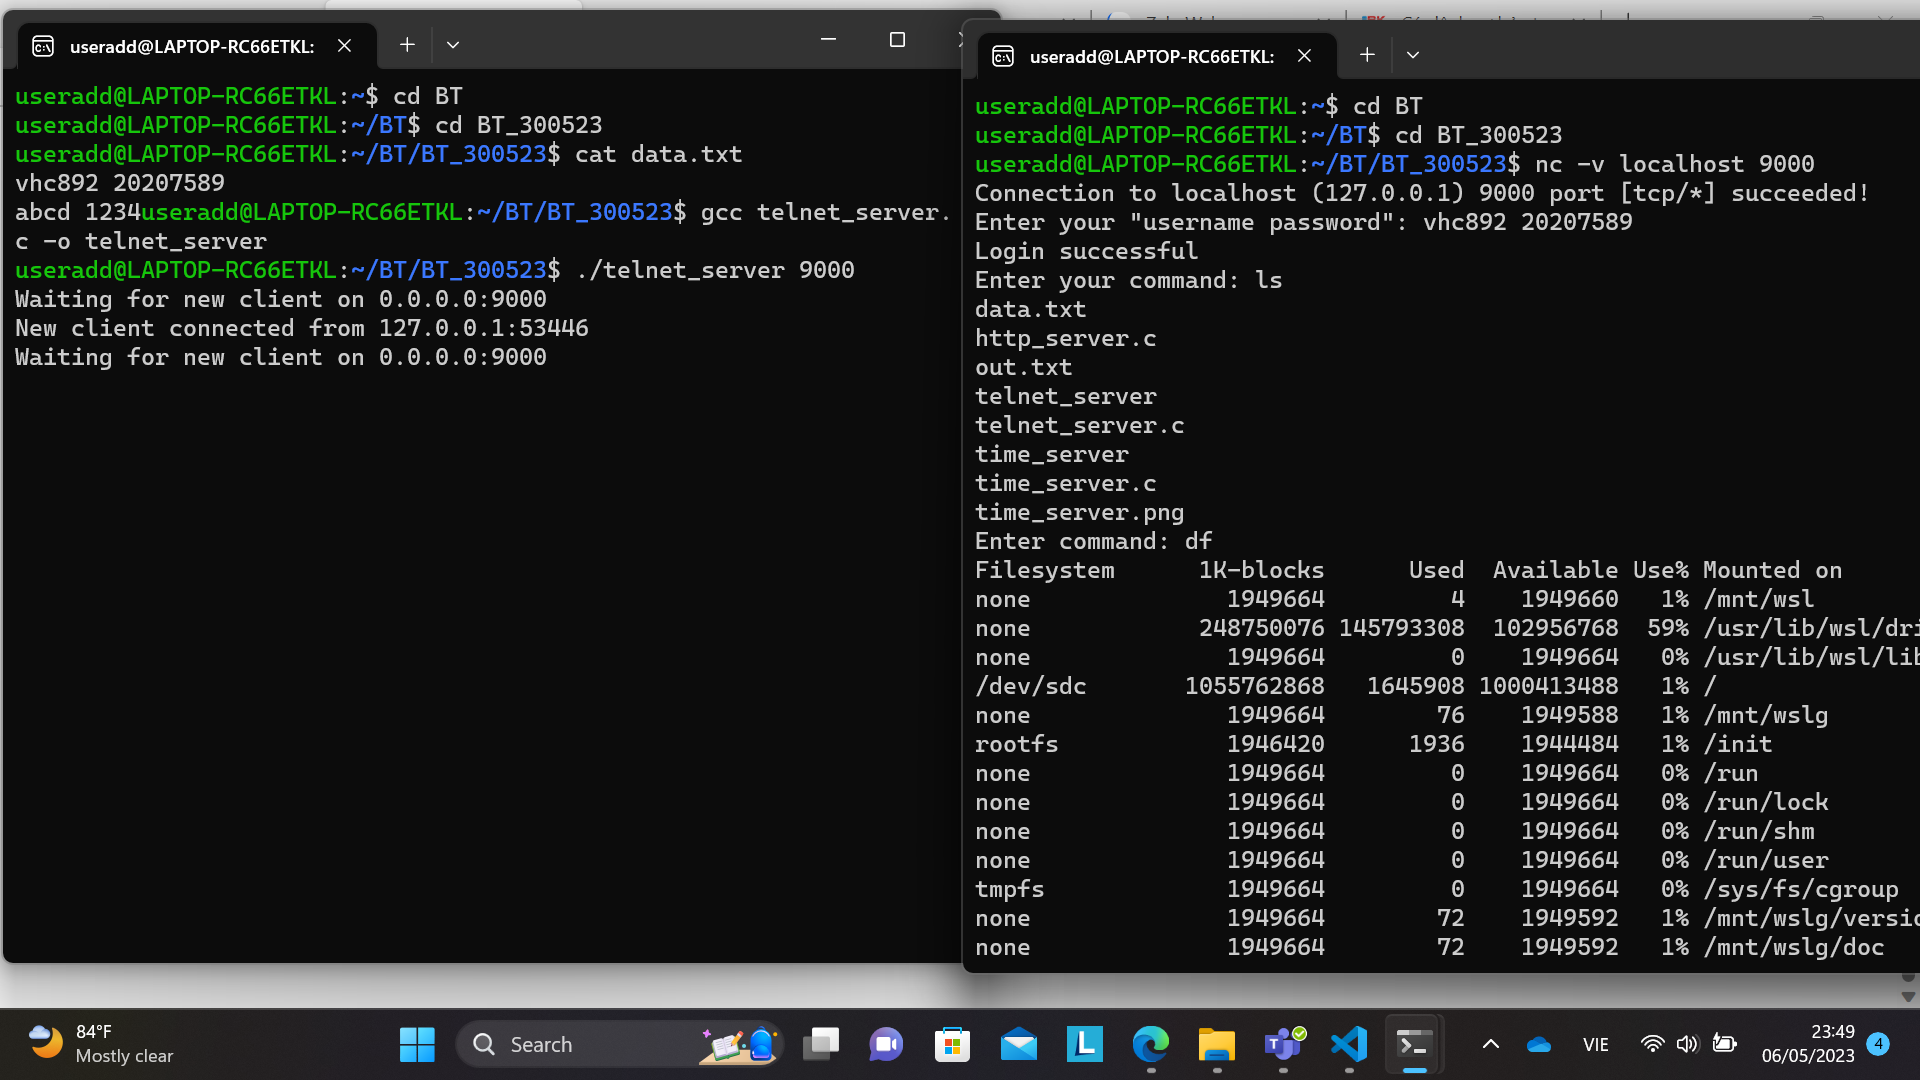 useradd@LAPTOP-RC66ETKL:
useradd@LAPTOP-RC66ETKL:~$ cd BT
useradd@LAPTOP-RC66ETKL:~/BT$ cd BT_300523
useradd@LAPTOP-RC66ETKL:~/BT/BT_300523$ cat data.txt
vhc892 20207589
abcd 1234useradd@LAPTOP-RC66ETKL:~/BT/BT_300523$ gcc telnet_server.
c -o telnet_server
useradd@LAPTOP-RC66ETKL:~/BT/BT_300523$ ./telnet_server 9000
Waiting for new client on 0.0.0.0:9000
New client connected from 127.0.0.1:53446
Waiting for new client on 0.0.0.0:9000
useradd@LAPTOP-RC66ETKL:
useradd@LAPTOP-RC66ETKL:~$ cd BT
useradd@LAPTOP-RC66ETKL:~/BT$ cd BT_300523
useradd@LAPTOP-RC66ETKL:~/BT/BT_300523$ nc -v localhost 9000
Connection to localhost (127.0.0.1) 9000 port [tcp/*] succeeded!
Enter your "username password": vhc892 20207589
Login successful
Enter your command: ls
data.txt
http_server.c
out.txt
telnet_server
telnet_server.c
time_server
time_server.c
time_server.png
Enter command: df
Filesystem 1K-blocks Used Available Use% Mounted on
none 1949664 4 1949660 1% /mnt/wsl
none 248750076 145793308 102956768 59% /usr/lib/wsl/dri
none 1949664 0 1949664 0% /usr/lib/wsl/lib
/dev/sdc 1055762868 1645908 1000413488 1% /
none 1949664 76 1949588 1% /mnt/wslg
rootfs 1946420 1936 1944484 1% /init
none 1949664 0 1949664 0% /run
none 1949664 0 1949664 0% /run/lock
none 1949664 0 1949664 0% /run/shm
none 1949664 0 1949664 0% /run/user
tmpfs 1949664 0 1949664 0% /sys/fs/cgroup
none 1949664 72 1949592 1% /mnt/wslg/versio
none 1949664 72 1949592 1% /mnt/wslg/doc
84°F
Mostly clear
Search
VIE
23:49
06/05/2023
4